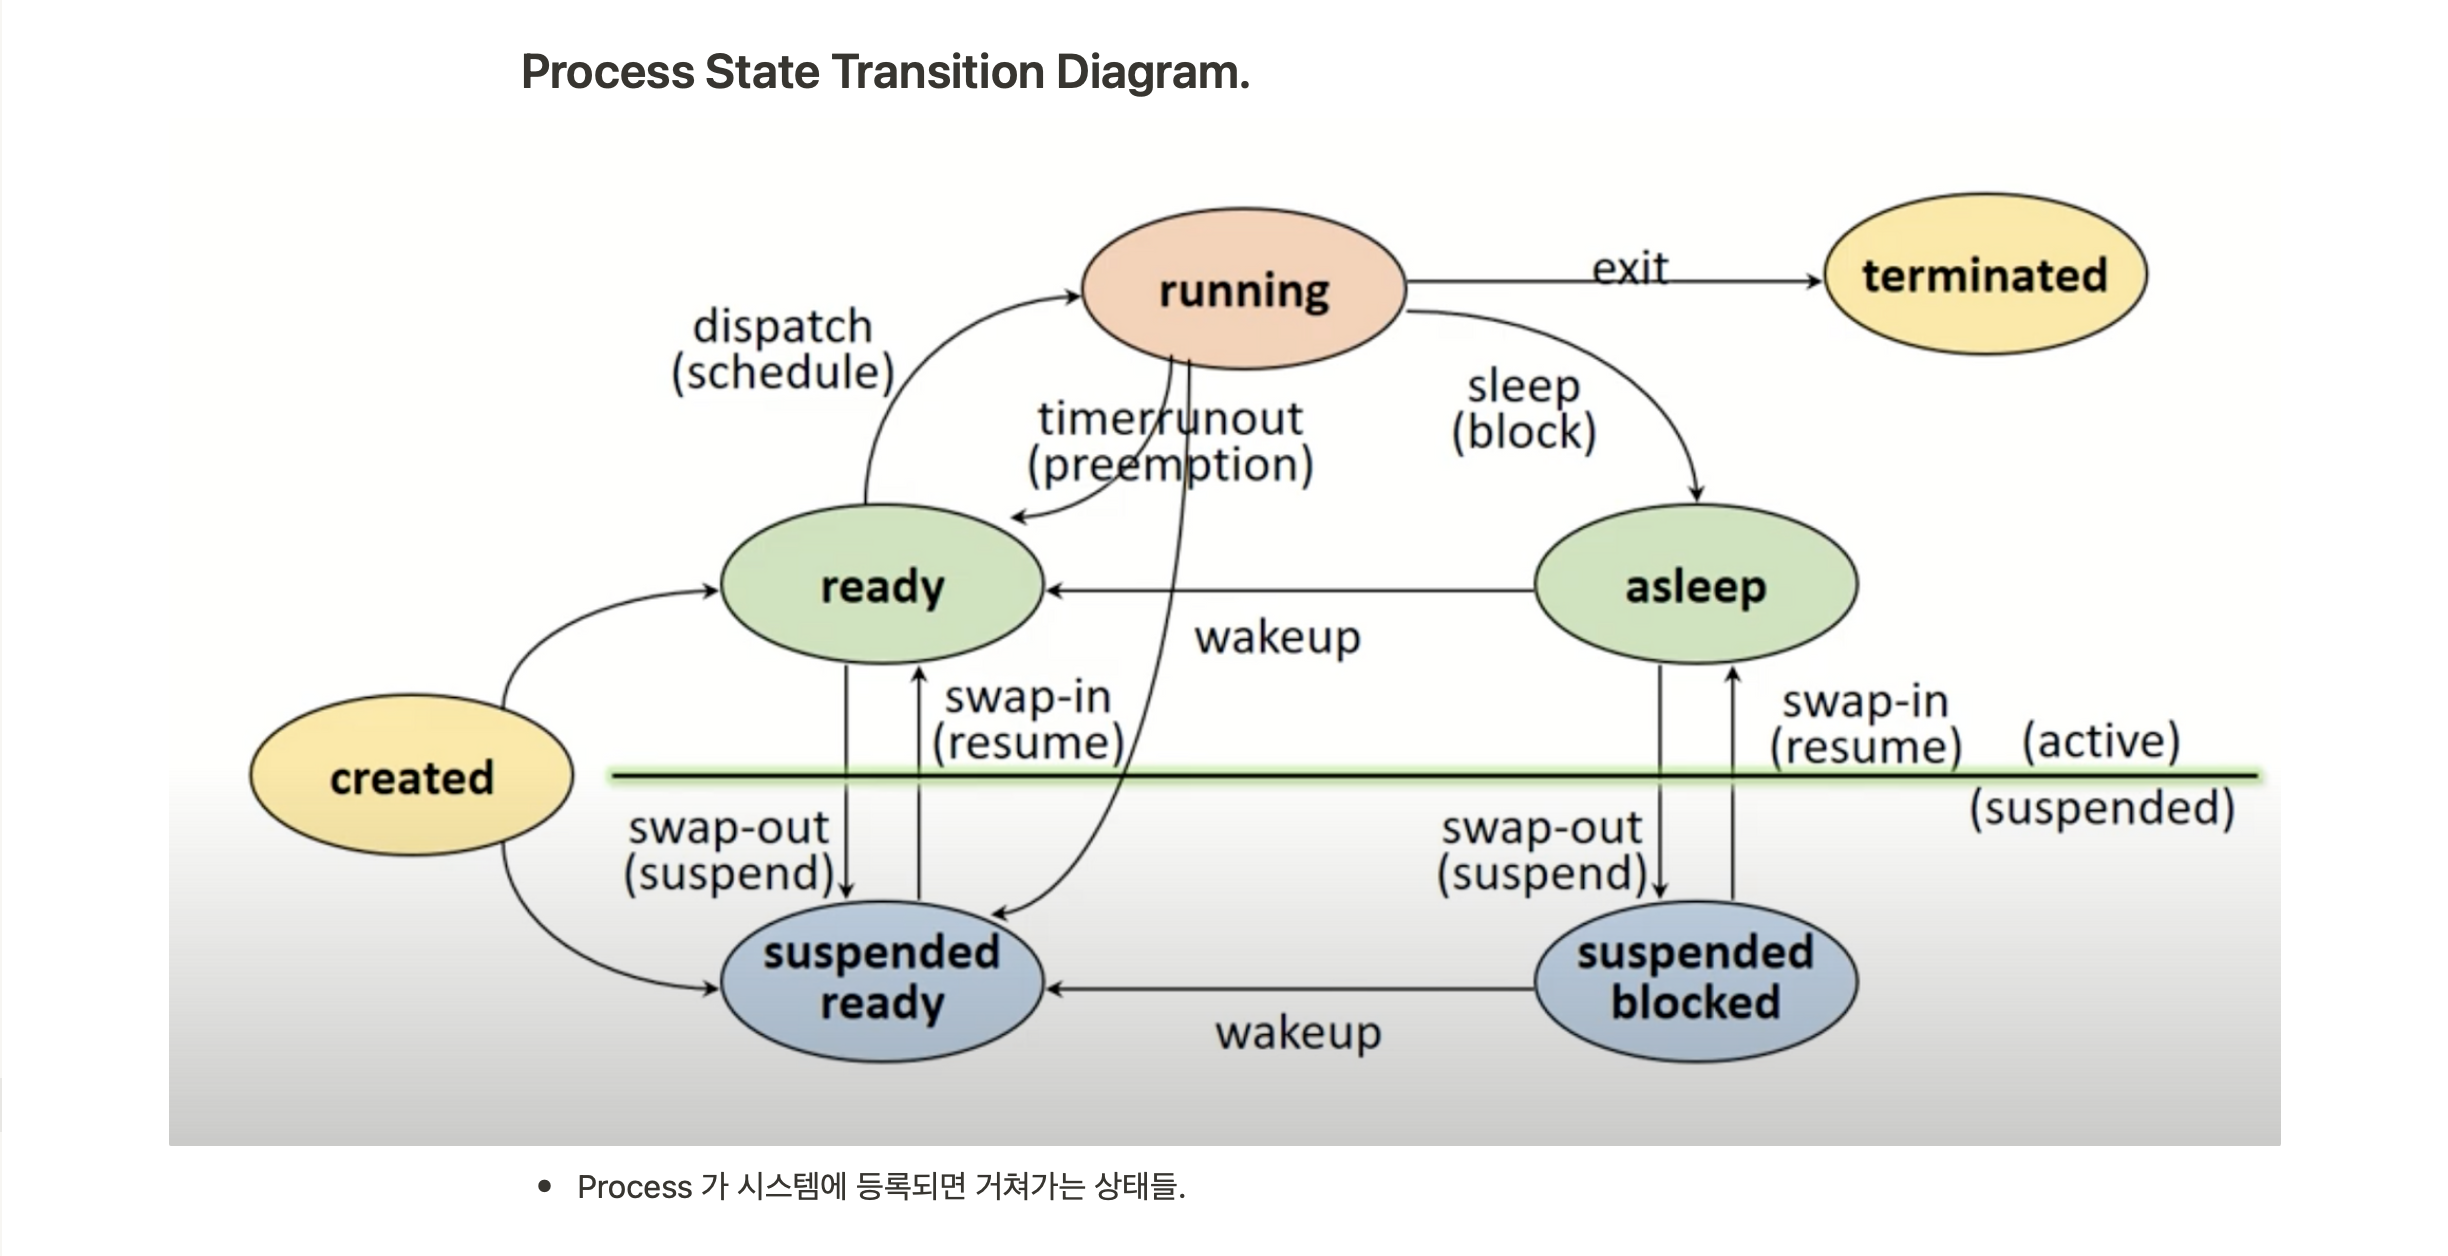 Process State Transition Diagram.
running
exit
terminated
dispatch
(schedule)
timerrunout
(preemption)
sleep
(block)
ready
asleep
wakeup
created
swap-in
(resume)
swap-in
(resume)
(active)
(suspended)
swap-out
(suspend)
swap-out
(suspend)
suspended
ready
suspended
blocked
wakeup
• Process 가 시스템에 등록되면 거쳐가는 상태들.